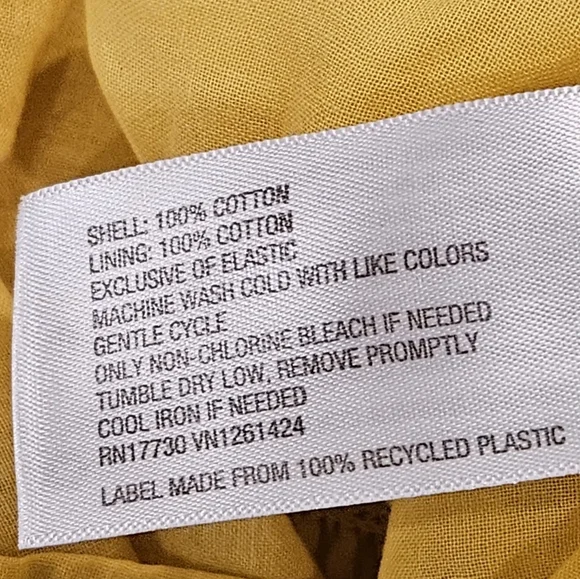 SHELL: 100% COTTON
LINING: 100% COTTON
EXCLUSIVE OF ELASTIC
MACHINE WASH COLD WITH LIKE COLORS
GENTLE CYCLE
ONLY NON-CHLORINE BLEACH IF NEEDED
TUMBLE DRY LOW, REMOVE PROMPTLY
COOL IRON IF NEEDED
RN17730 VN1261424
LABEL MADE FROM 100% RECYCLED PLASTIC